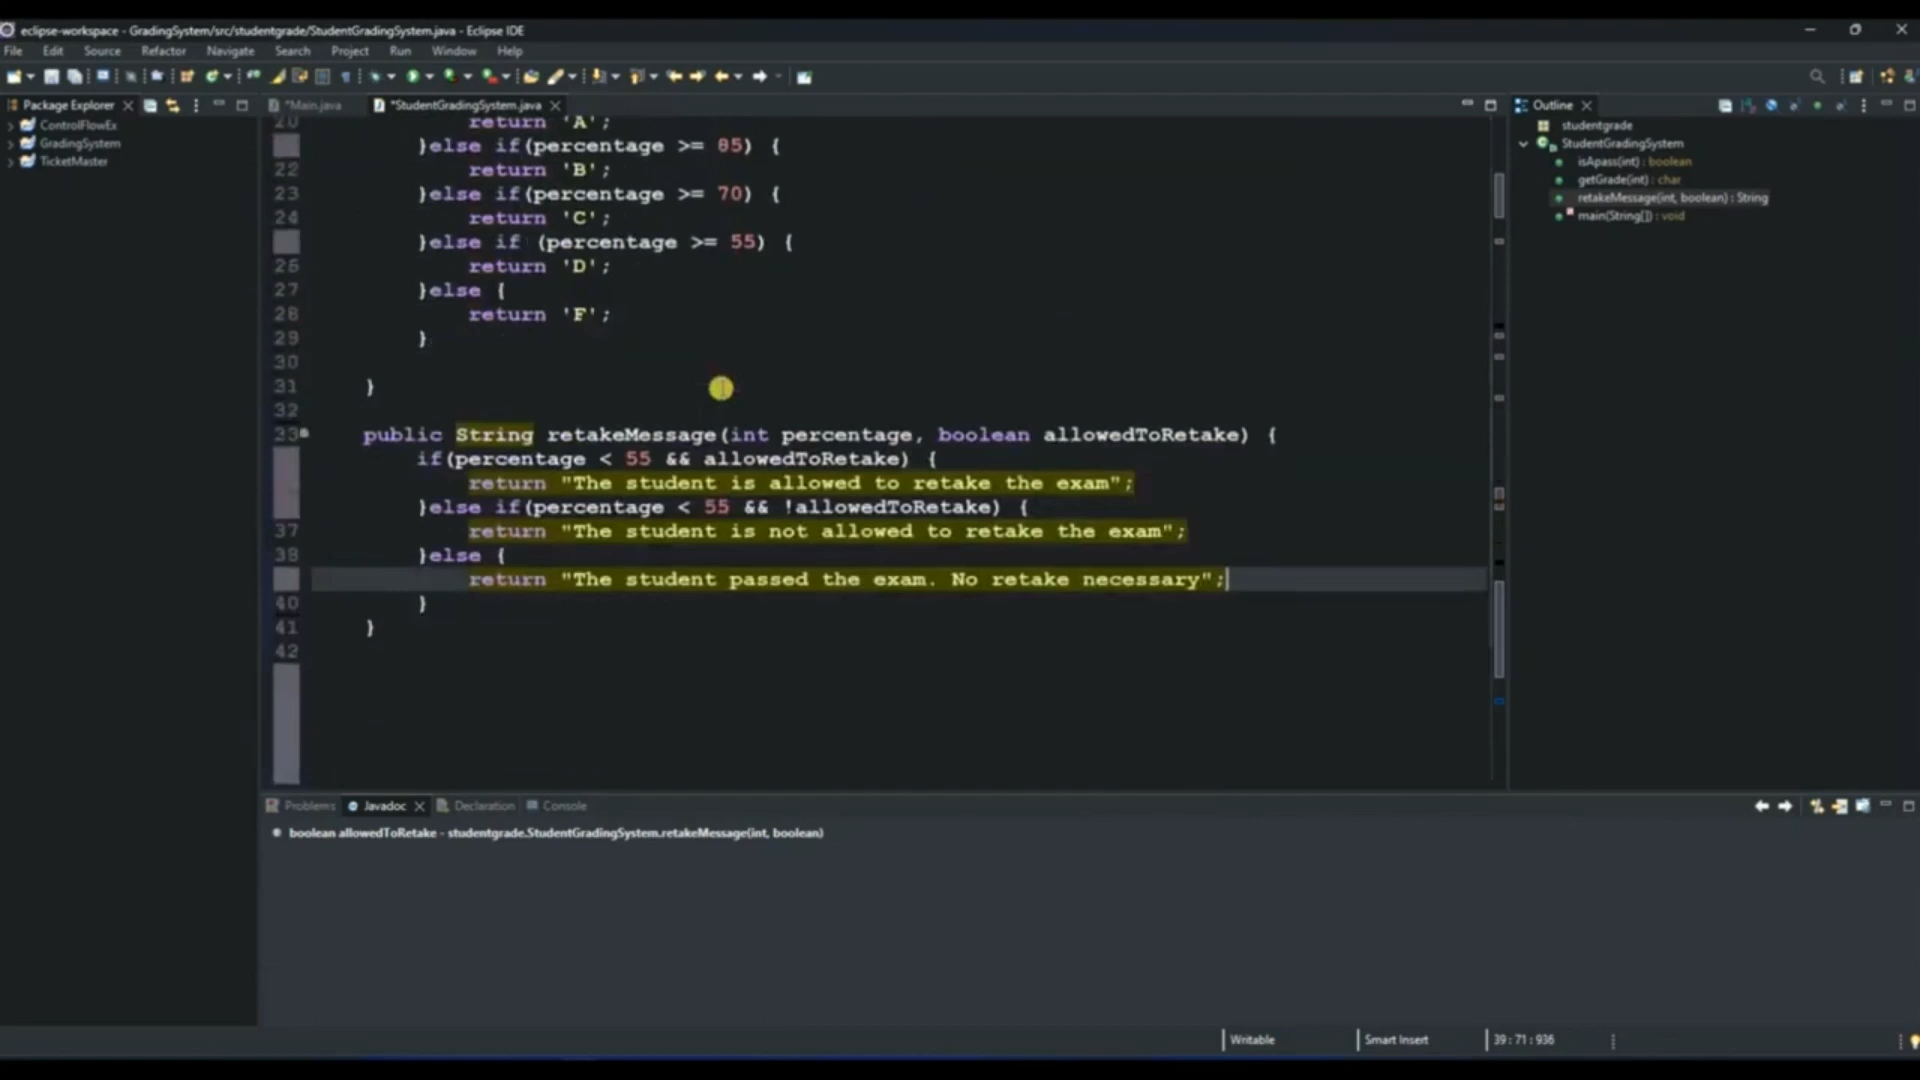 eclipse-workspace - GradingSystem/src/studentgrade/StudentGradingSystem.java - Eclipse IDE
File Edit Source Refactor Navigate Search Project Run Window Help
Package Explorer
ControlFlowEx
GradingSystem
TicketMaster
*Main.java *StudentGradingSystem.java
20 return 'A';
}else if(percentage >= 85) {
22 return 'B';
23 }else if(percentage >= 70) {
24 return 'C';
}else if (percentage >= 55) {
26 return 'D';
27 }else {
28 return 'F';
29 }
30
31 }
32
33 public String retakeMessage(int percentage, boolean allowedToRetake) {
if(percentage < 55 && allowedToRetake) {
return "The student is allowed to retake the exam";
}else if(percentage < 55 && !allowedToRetake) {
37 return "The student is not allowed to retake the exam";
38 }else {
return "The student passed the exam. No retake necessary";
40 }
41 }
42
Outline
studentgrade
StudentGradingSystem
isApass(int) : boolean
getGrade(int) : char
retakeMessage(int, boolean) : String
main(String[]) : void
Problems Javadoc Declaration Console
boolean allowedToRetake - studentgrade.StudentGradingSystem.retakeMessage(int, boolean)
Writable Smart Insert 39 : 71 : 936